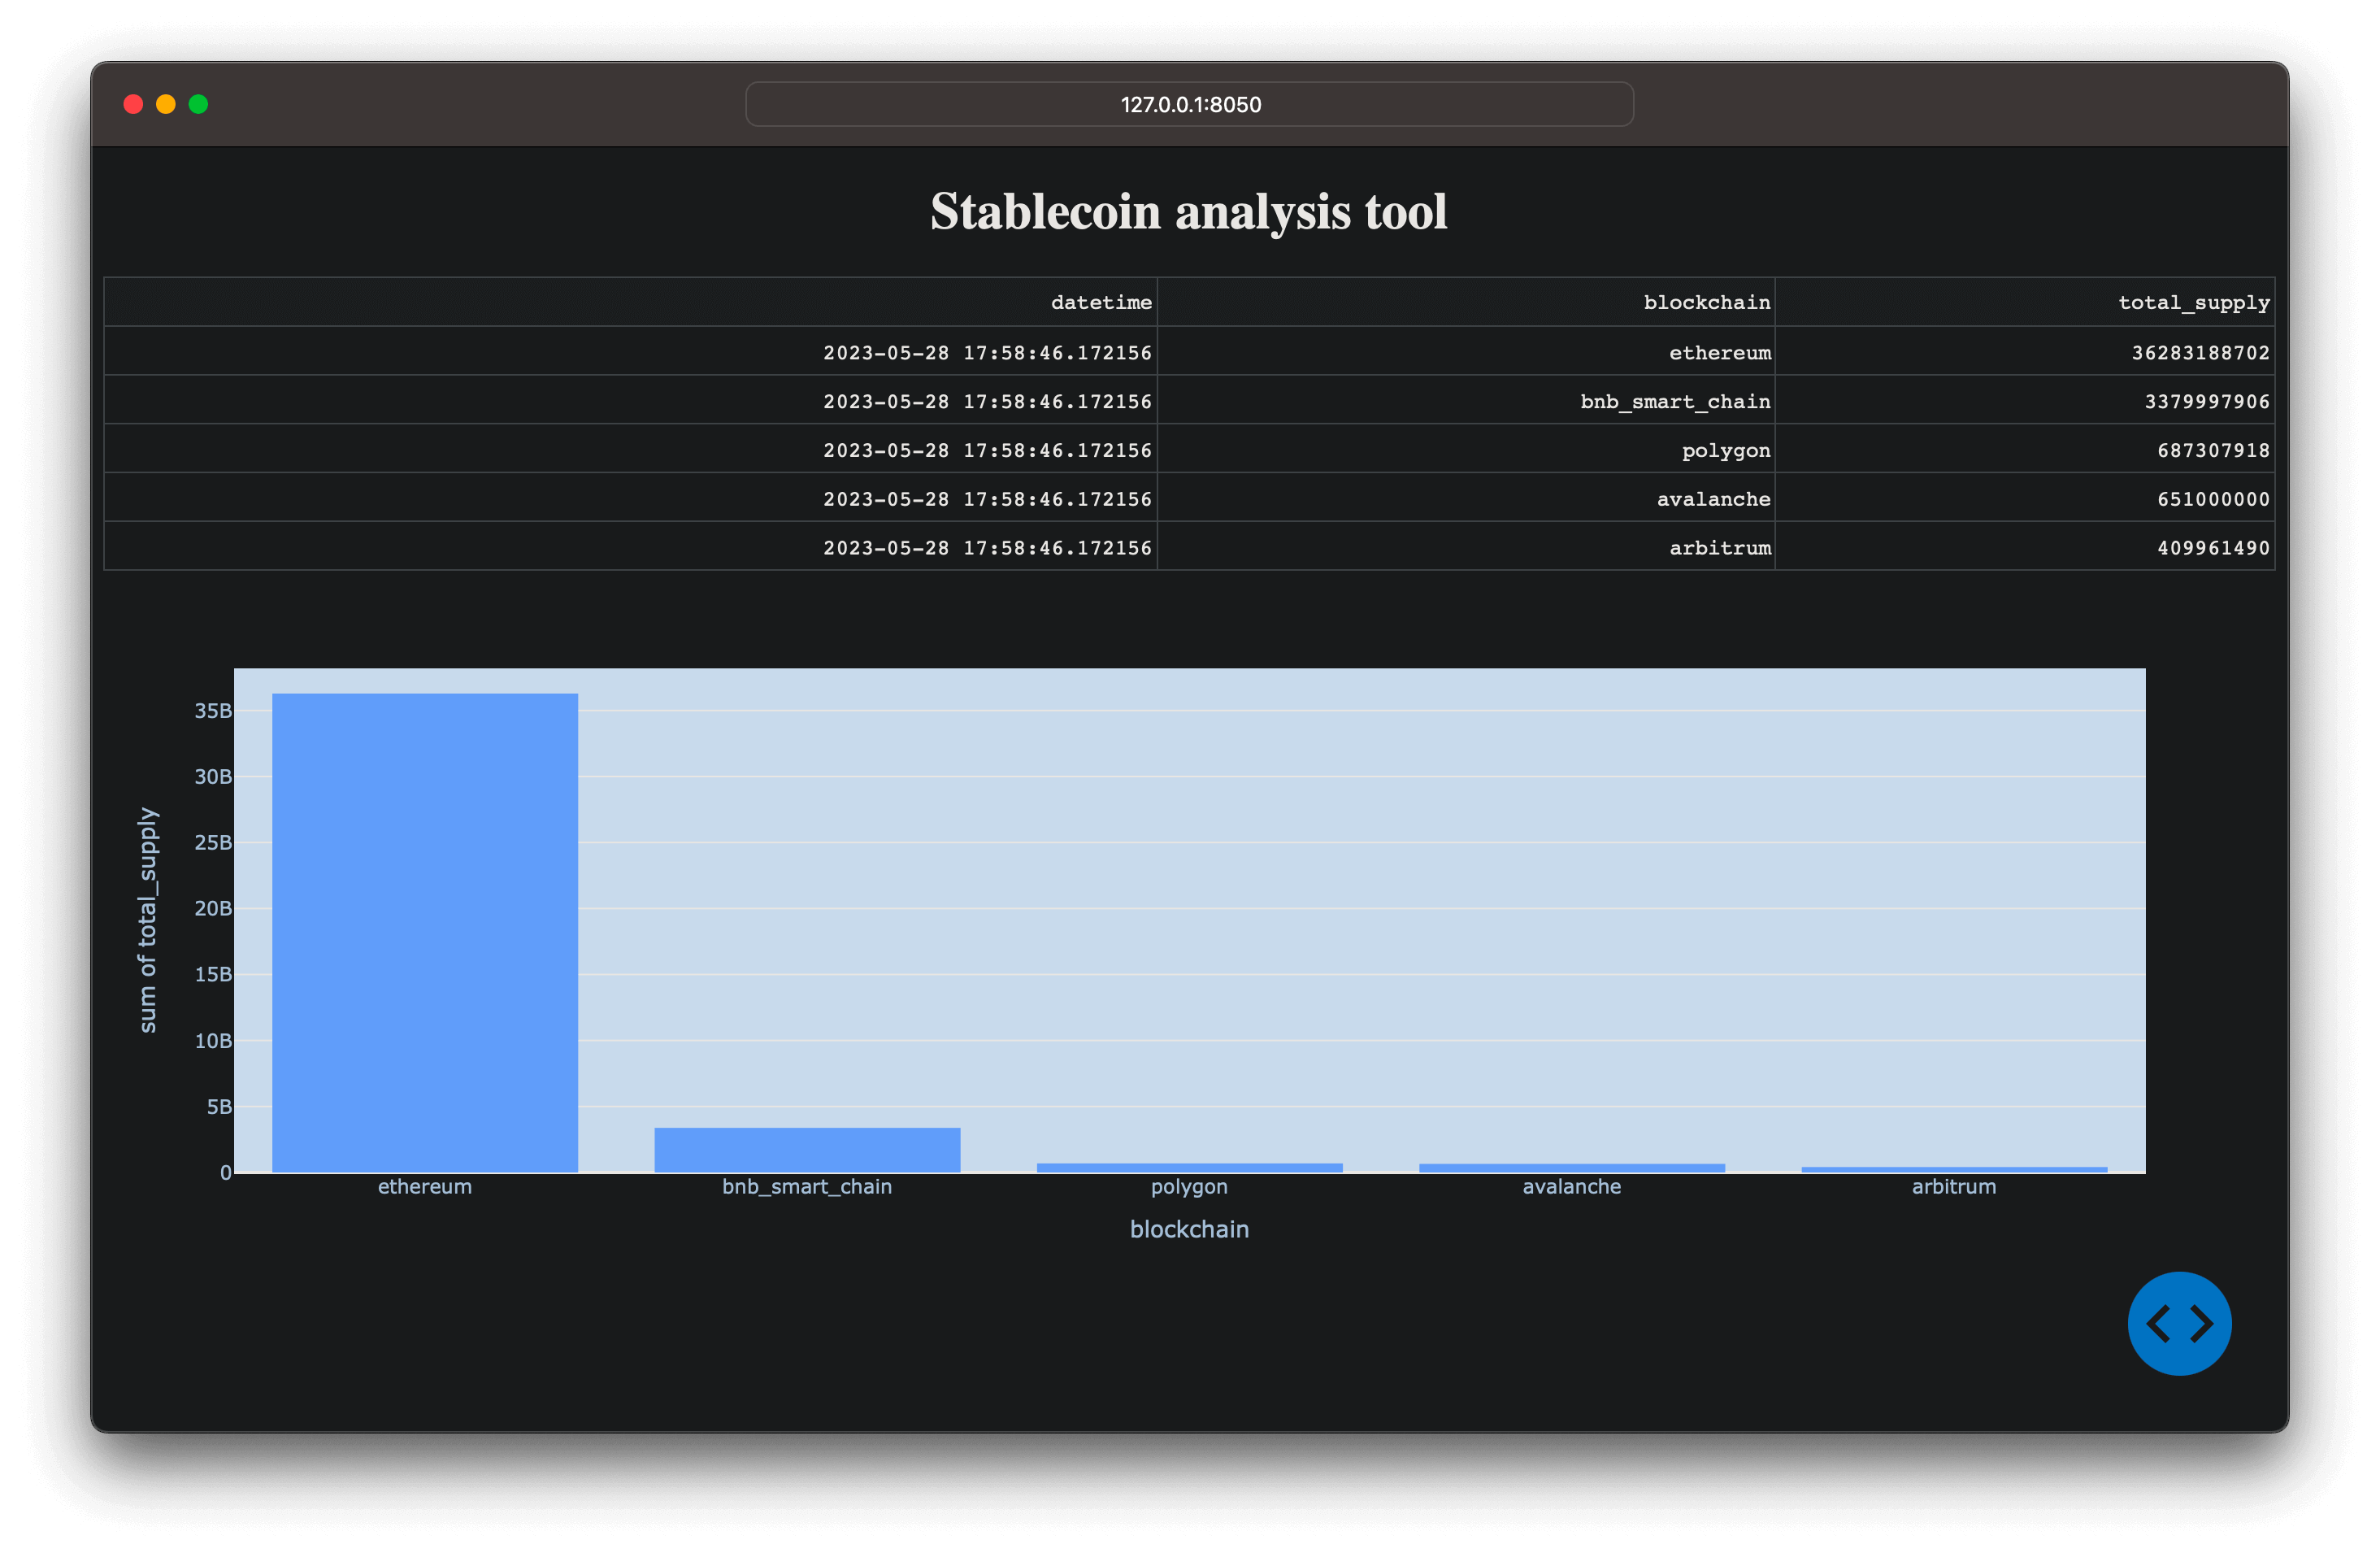 127.0.0.1:8050
Stablecoin analysis tool
datetime blockchain total_supply
2023-05-28 17:58:46.172156 ethereum 36283188702
2023-05-28 17:58:46.172156 bnb_smart_chain 3379997906
2023-05-28 17:58:46.172156 polygon 687307918
2023-05-28 17:58:46.172156 avalanche 651000000
2023-05-28 17:58:46.172156 arbitrum 409961490
35B
30B
25B
20B
15B
10B
5B
0
sum of total_supply
ethereum bnb_smart_chain polygon avalanche arbitrum
blockchain